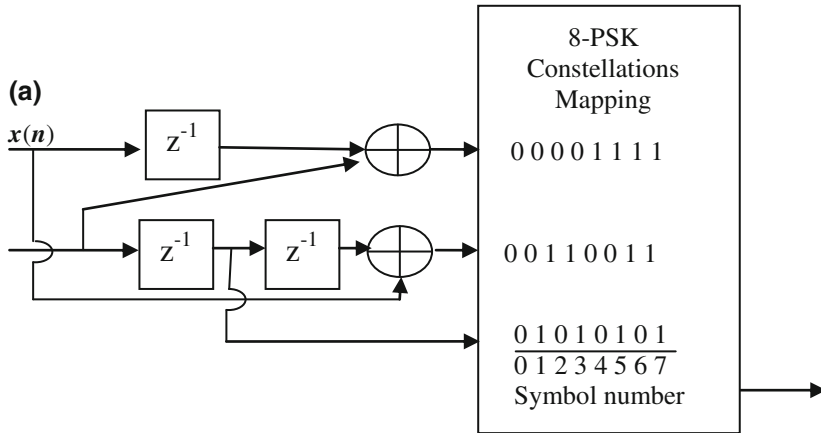 8-PSK
Constellations
Mapping
(a)
x(n)
z⁻¹
0 0 0 0 1 1 1 1
z⁻¹
z⁻¹
0 0 1 1 0 0 1 1
0 1 0 1 0 1 0 1
0 1 2 3 4 5 6 7
Symbol number